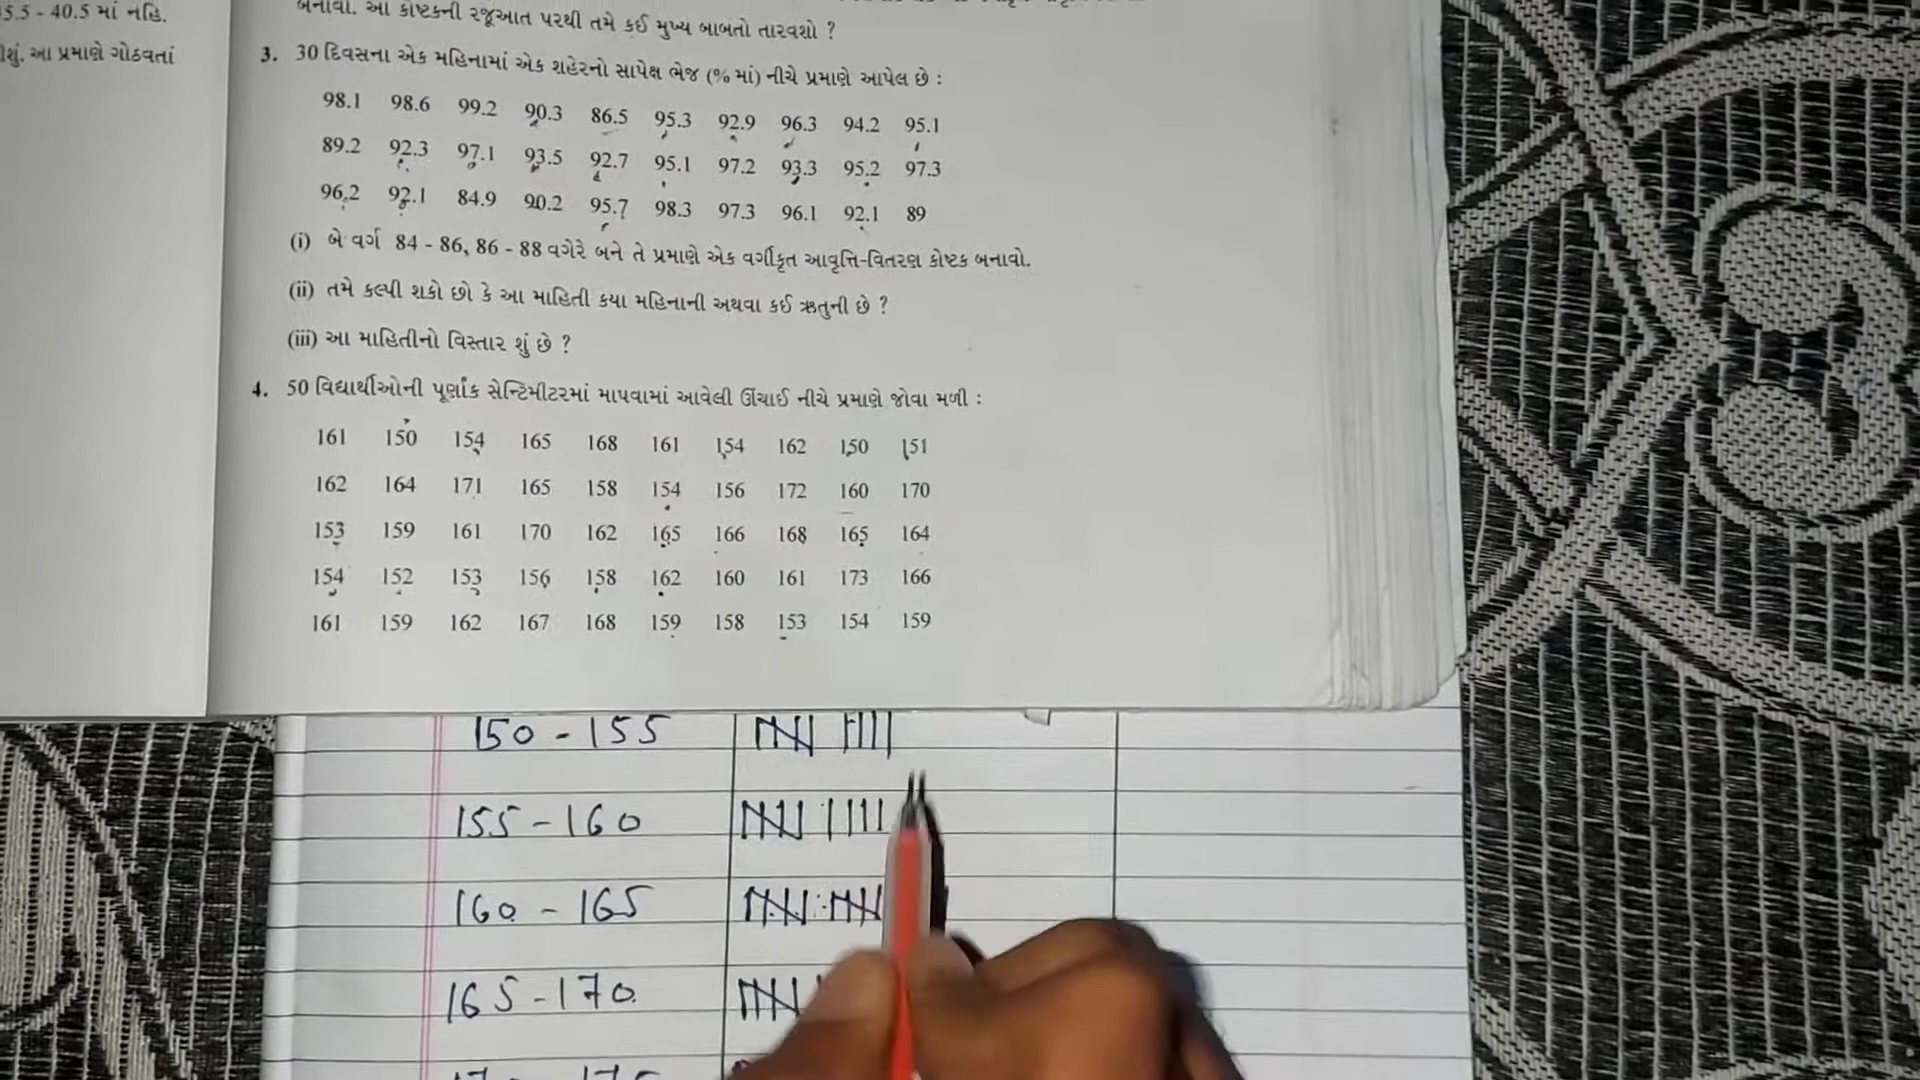 5.5 - 40.5 માં નહિ.
શું. આ પ્રમાણે ગોઠવતાં
બનાવો. આ કોષ્ટકની રજૂઆત પરથી તમે કઈ મુખ્ય બાબતો તારવશો ?
3. 30 દિવસના એક મહિનામાં એક શહેરનો સાપેક્ષ ભેજ (% માં) નીચે પ્રમાણે આપેલ છે :
98.1 98.6 99.2 90.3 86.5 95.3 92.9 96.3 94.2 95.1
89.2 92.3 97.1 93.5 92.7 95.1 97.2 93.3 95.2 97.3
96.2 92.1 84.9 90.2 95.7 98.3 97.3 96.1 92.1 89
(i) બે વર્ગ 84 - 86, 86 - 88 વગેરે બને તે પ્રમાણે એક વર્ગીકૃત આવૃત્તિ-વિતરણ કોષ્ટક બનાવો.
(ii) તમે કલ્પી શકો છો કે આ માહિતી કયા મહિનાની અથવા કઈ ઋતુની છે ?
(iii) આ માહિતીનો વિસ્તાર શું છે ?
4. 50 વિદ્યાર્થીઓની પૂર્ણાંક સેન્ટિમીટરમાં માપવામાં આવેલી ઊંચાઈ નીચે પ્રમાણે જોવા મળી :
161 150 154 165 168 161 154 162 150 151
162 164 171 165 158 154 156 172 160 170
153 159 161 170 162 165 166 168 165 164
154 152 153 156 158 162 160 161 173 166
161 159 162 167 168 159 158 153 154 159
150 - 155
155 - 160
160 - 165
165 - 170